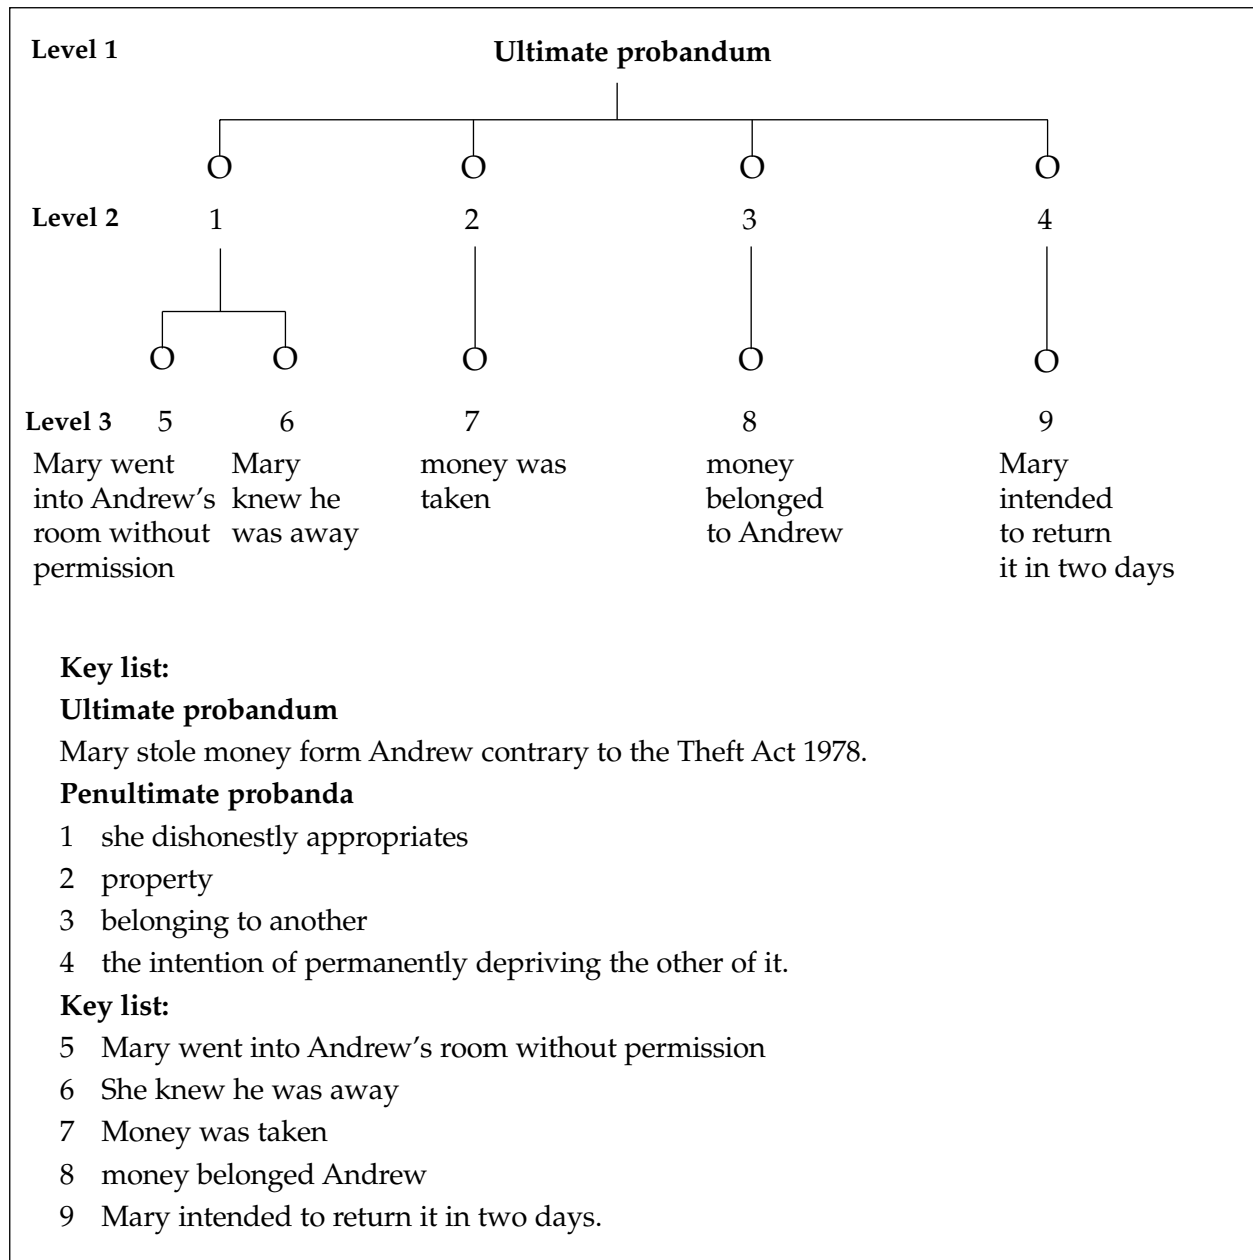 Level 1 Ultimate probandum
O O O O
Level 2 1 2 3 4
O O O O O
Level 3 5 6 7 8 9
Mary went Mary money was money Mary
into Andrew’s knew he taken belonged intended
room without was away to Andrew to return
permission it in two days
Key list:
Ultimate probandum
Mary stole money form Andrew contrary to the Theft Act 1978.
Penultimate probanda
1 she dishonestly appropriates
2 property
3 belonging to another
4 the intention of permanently depriving the other of it.
Key list:
5 Mary went into Andrew’s room without permission
6 She knew he was away
7 Money was taken
8 money belonged Andrew
9 Mary intended to return it in two days.